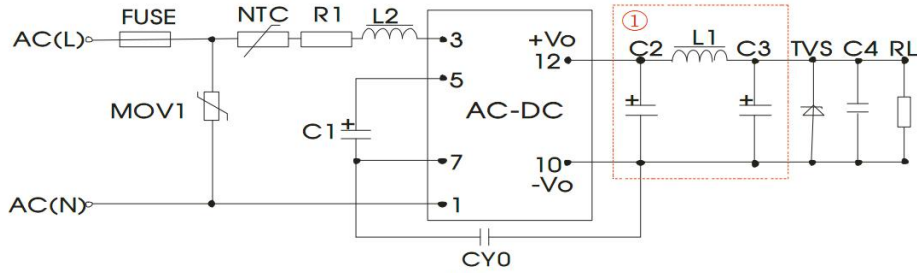 ①
FUSE NTC R1 L2 C2 L1 C3 TVS C4 RL
AC(L) 3 +Vo
12
5
MOV1 C1 + AC-DC + +
7 10
-Vo
AC(N) 1
CY0